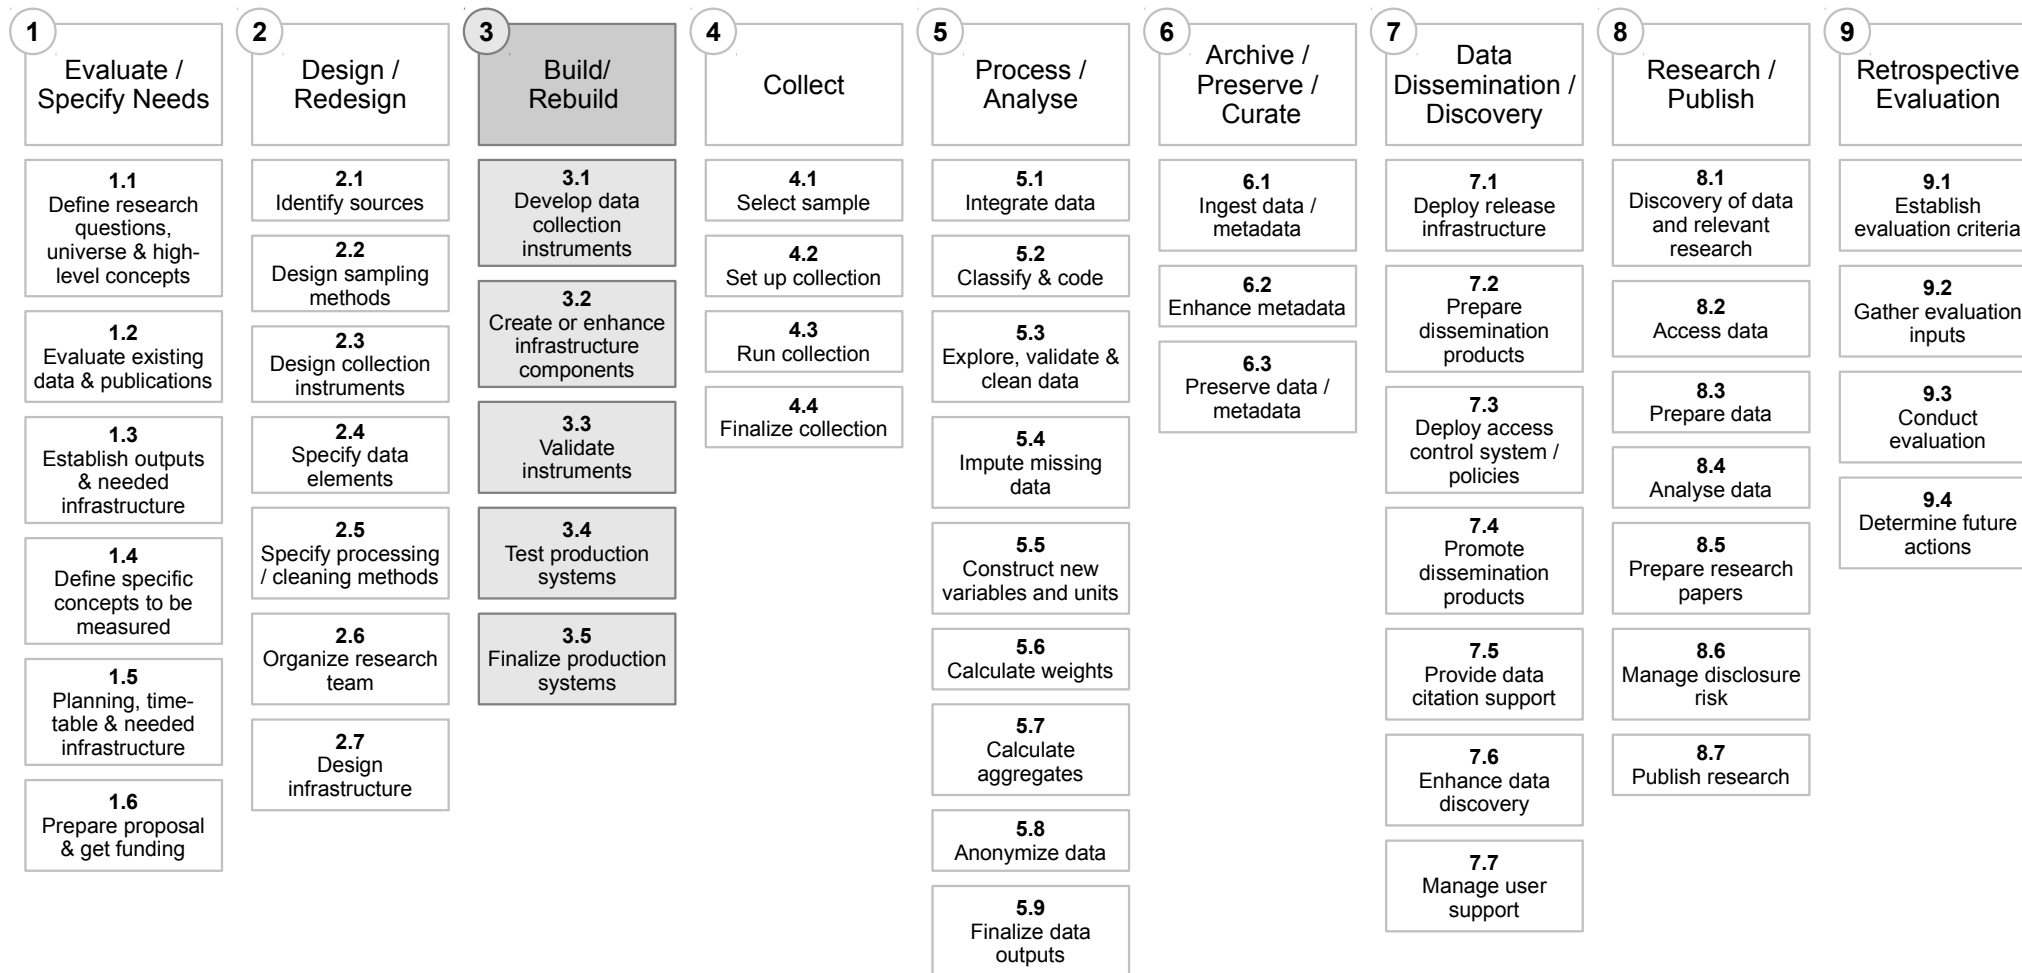 1
Evaluate /
Specify Needs
1.1
Define research
questions,
universe & high-
level concepts
1.2
Evaluate existing
data & publications
1.3
Establish outputs
& needed
infrastructure
1.4
Define specific
concepts to be
measured
1.5
Planning, time-
table & needed
infrastructure
1.6
Prepare proposal
& get funding
2
Design /
Redesign
2.1
Identify sources
2.2
Design sampling
methods
2.3
Design collection
instruments
2.4
Specify data
elements
2.5
Specify processing
/ cleaning methods
2.6
Organize research
team
2.7
Design
infrastructure
3
Build/
Rebuild
3.1
Develop data
collection
instruments
3.2
Create or enhance
infrastructure
components
3.3
Validate
instruments
3.4
Test production
systems
3.5
Finalize production
systems
4
Collect
4.1
Select sample
4.2
Set up collection
4.3
Run collection
4.4
Finalize collection
5
Process /
Analyse
5.1
Integrate data
5.2
Classify & code
5.3
Explore, validate &
clean data
5.4
Impute missing
data
5.5
Construct new
variables and units
5.6
Calculate weights
5.7
Calculate
aggregates
5.8
Anonymize data
5.9
Finalize data
outputs
6
Archive /
Preserve /
Curate
6.1
Ingest data /
metadata
6.2
Enhance metadata
6.3
Preserve data /
metadata
7
Data
Dissemination /
Discovery
7.1
Deploy release
infrastructure
7.2
Prepare
dissemination
products
7.3
Deploy access
control system /
policies
7.4
Promote
dissemination
products
7.5
Provide data
citation support
7.6
Enhance data
discovery
7.7
Manage user
support
8
Research /
Publish
8.1
Discovery of data
and relevant
research
8.2
Access data
8.3
Prepare data
8.4
Analyse data
8.5
Prepare research
papers
8.6
Manage disclosure
risk
8.7
Publish research
9
Retrospective
Evaluation
9.1
Establish
evaluation criteria
9.2
Gather evaluation
inputs
9.3
Conduct
evaluation
9.4
Determine future
actions